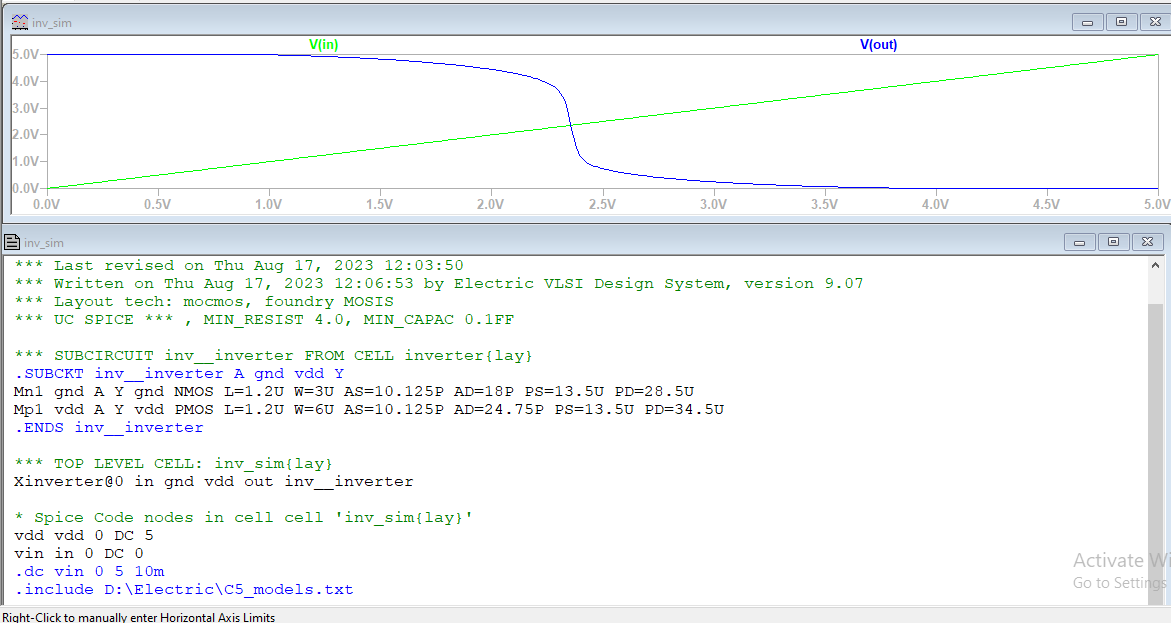 inv_sim
V(in) V(out)
5.0V
4.0V
3.0V
2.0V
1.0V
0.0V
0.0V 0.5V 1.0V 1.5V 2.0V 2.5V 3.0V 3.5V 4.0V 4.5V 5.0V
inv_sim
*** Last revised on Thu Aug 17, 2023 12:03:50
*** Written on Thu Aug 17, 2023 12:06:53 by Electric VLSI Design System, version 9.07
*** Layout tech: mocmos, foundry MOSIS
*** UC SPICE *** , MIN_RESIST 4.0, MIN_CAPAC 0.1FF
*** SUBCIRCUIT inv__inverter FROM CELL inverter{lay}
.SUBCKT inv__inverter A gnd vdd Y
Mn1 gnd A Y gnd NMOS L=1.2U W=3U AS=10.125P AD=18P PS=13.5U PD=28.5U
Mp1 vdd A Y vdd PMOS L=1.2U W=6U AS=10.125P AD=24.75P PS=13.5U PD=34.5U
.ENDS inv__inverter
*** TOP LEVEL CELL: inv_sim{lay}
Xinverter@0 in gnd vdd out inv__inverter
* Spice Code nodes in cell cell 'inv_sim{lay}'
vdd vdd 0 DC 5
vin in 0 DC 0
.dc vin 0 5 10m
.include D:\Electric\C5_models.txt
Activate Wi
Go to Settings
Right-Click to manually enter Horizontal Axis Limits